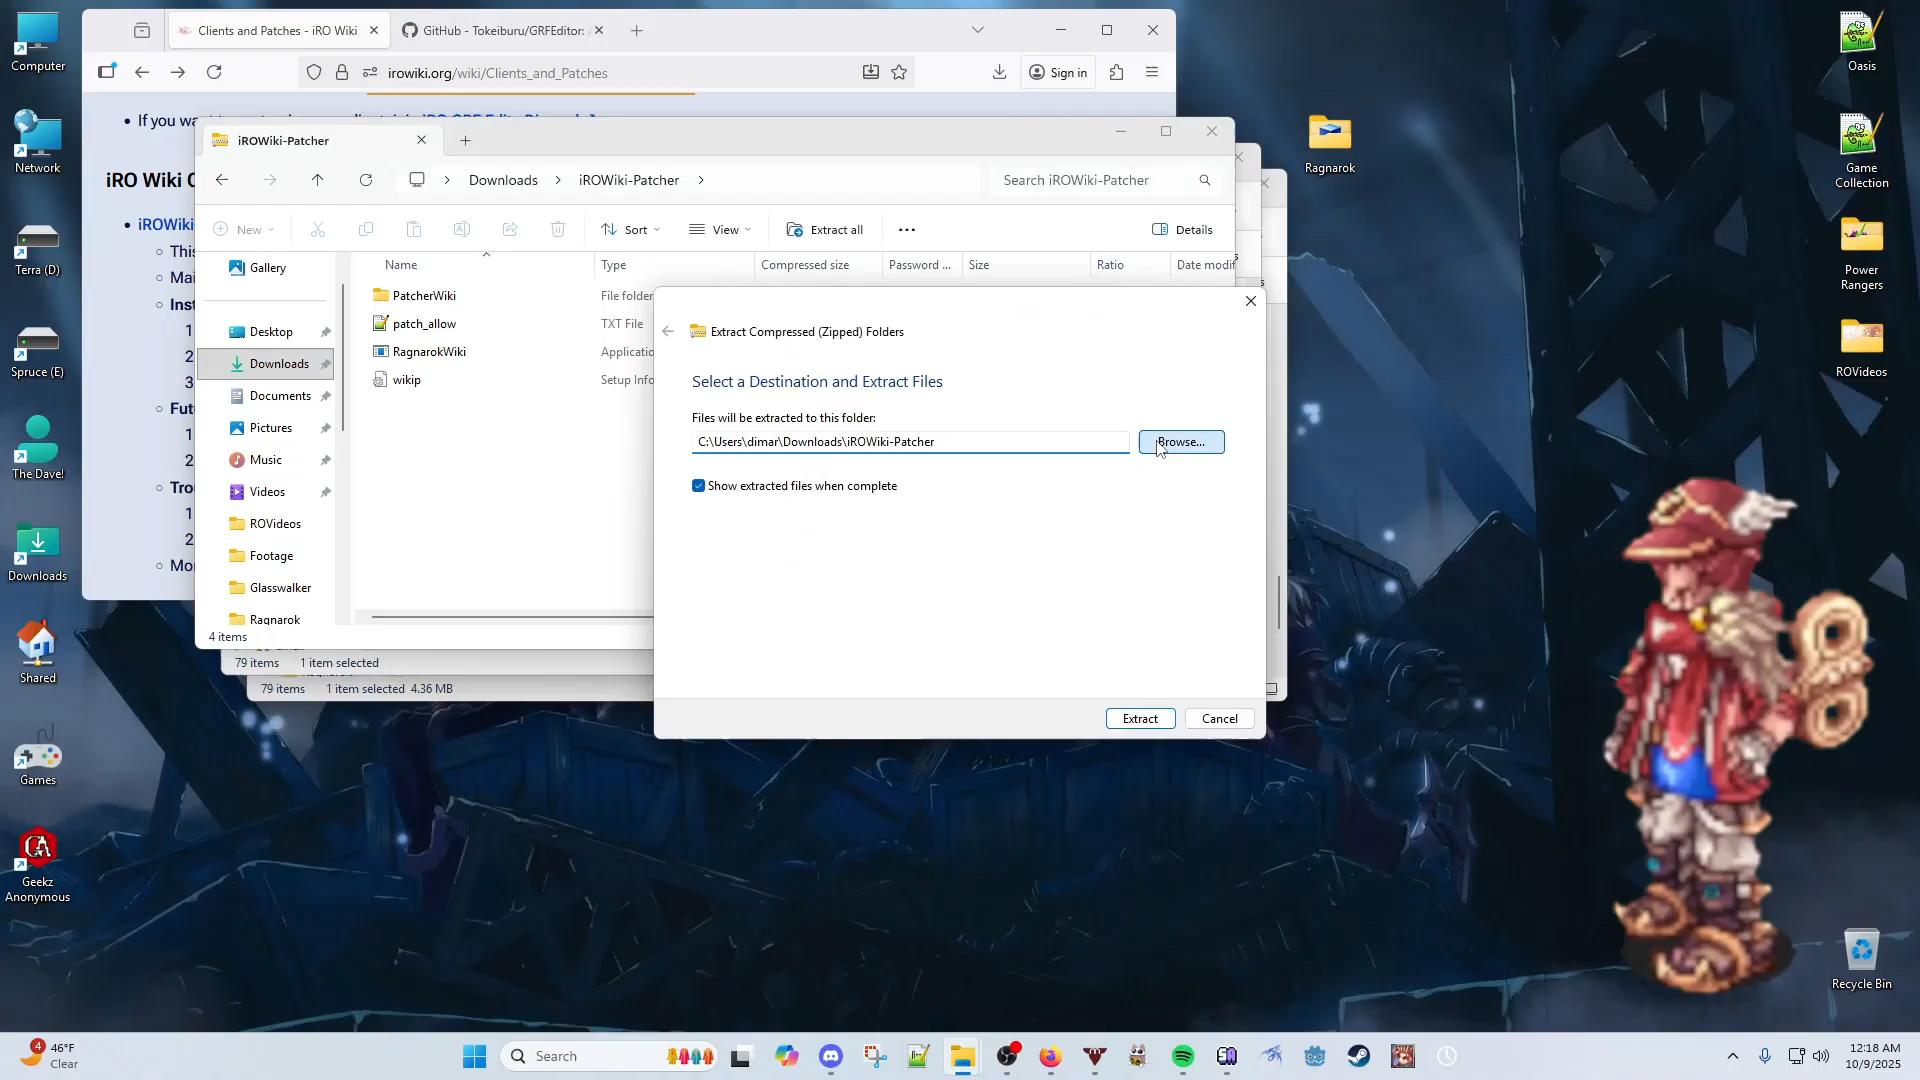 Clients and Patches - iRO Wiki
GitHub - Tokeiburu/GRFEditor:
irowiki.org/wiki/Clients_and_Patches
Sign in
If you wan
iRO Wiki C
iROWiki
This
Mai
Inst
1
2
3
Futu
1
2
Trou
1
2
Mor
iROWiki-Patcher
Downloads
iROWiki-Patcher
Search iROWiki-Patcher
New
Sort
View
Extract all
Details
Gallery
Desktop
Downloads
Documents
Pictures
Music
Videos
ROVideos
Footage
Glasswalker
Ragnarok
Name
Type
Compressed size
Password ...
Size
Ratio
Date modif
PatcherWiki
File folder
patch_allow
TXT File
RagnarokWiki
Applicatio
wikip
Setup Info
4 items
79 items
1 item selected
79 items
1 item selected 4.36 MB
Extract Compressed (Zipped) Folders
Select a Destination and Extract Files
Files will be extracted to this folder:
C:\Users\dimar\Downloads\iROWiki-Patcher
Browse...
Show extracted files when complete
Extract
Cancel
Computer
Network
Terra (D)
Spruce (E)
The Dave!
Downloads
Shared
Games
Geekz
Anonymous
Ragnarok
Oasis
Game
Collection
Power
Rangers
ROVideos
Recycle Bin
4
46°F
Clear
Search
12:18 AM
10/9/2025